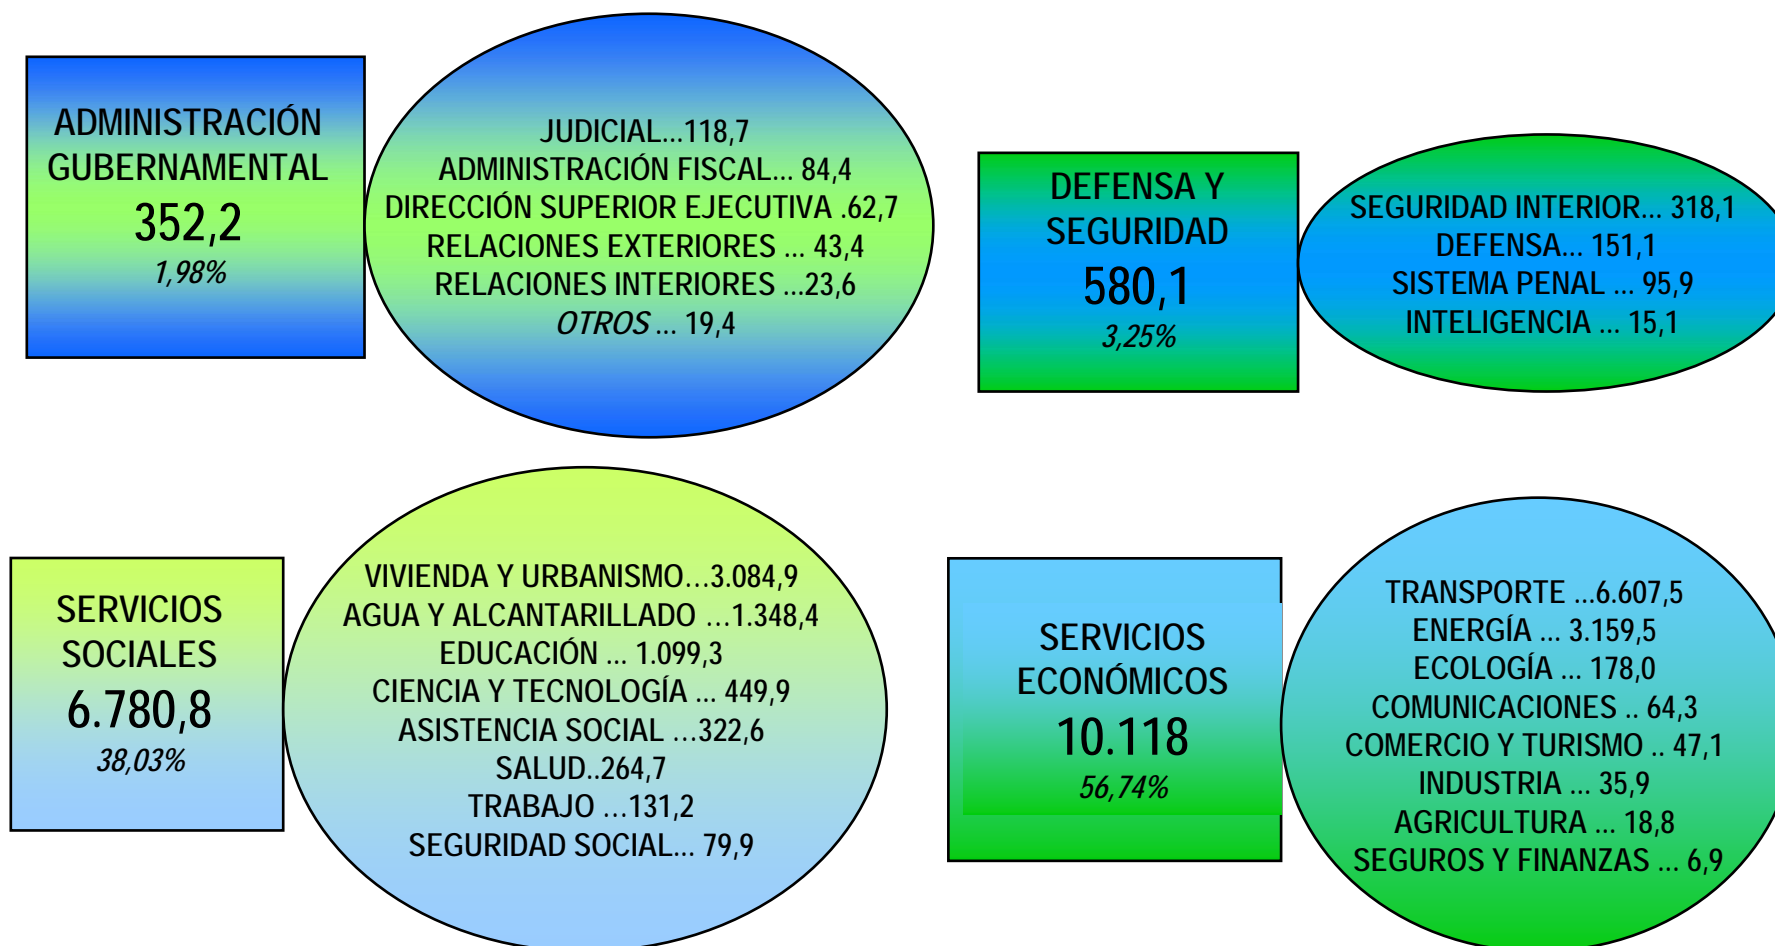 ADMINISTRACIÓN
GUBERNAMENTAL
352,2
1,98%
JUDICIAL...118,7
ADMINISTRACIÓN FISCAL... 84,4
DIRECCIÓN SUPERIOR EJECUTIVA .62,7
RELACIONES EXTERIORES ... 43,4
RELACIONES INTERIORES ...23,6
OTROS ... 19,4
DEFENSA Y
SEGURIDAD
580,1
3,25%
SEGURIDAD INTERIOR... 318,1
DEFENSA... 151,1
SISTEMA PENAL ... 95,9
INTELIGENCIA ... 15,1
SERVICIOS
SOCIALES
6.780,8
38,03%
VIVIENDA Y URBANISMO...3.084,9
AGUA Y ALCANTARILLADO ...1.348,4
EDUCACIÓN ... 1.099,3
CIENCIA Y TECNOLOGÍA ... 449,9
ASISTENCIA SOCIAL ...322,6
SALUD..264,7
TRABAJO ...131,2
SEGURIDAD SOCIAL... 79,9
SERVICIOS
ECONÓMICOS
10.118
56,74%
TRANSPORTE ...6.607,5
ENERGÍA ... 3.159,5
ECOLOGÍA ... 178,0
COMUNICACIONES .. 64,3
COMERCIO Y TURISMO .. 47,1
INDUSTRIA ... 35,9
AGRICULTURA ... 18,8
SEGUROS Y FINANZAS ... 6,9